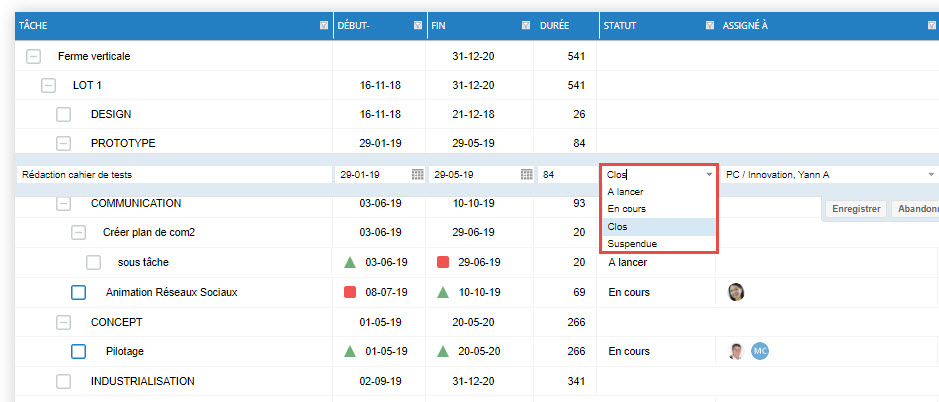 TÂCHE DÉBUT- FIN DURÉE STATUT ASSIGNÉ À
Ferme verticale 31-12-20 541
LOT 1 16-11-18 31-12-20 541
DESIGN 16-11-18 21-12-18 26
PROTOTYPE 29-01-19 29-05-19 84
Rédaction cahier de tests 29-01-19 29-05-19 84 Clos PC / Innovation, Yann A
A lancer
En cours
Clos
Suspendue
Enregistrer Abandonn
COMMUNICATION 03-06-19 10-10-19 93
Créer plan de com2 03-06-19 29-06-19 20
sous tâche 03-06-19 29-06-19 20 A lancer
Animation Réseaux Sociaux 08-07-19 10-10-19 69 En cours
CONCEPT 01-05-19 20-05-20 266
Pilotage 01-05-19 20-05-20 266 En cours MC
INDUSTRIALISATION 02-09-19 31-12-20 341